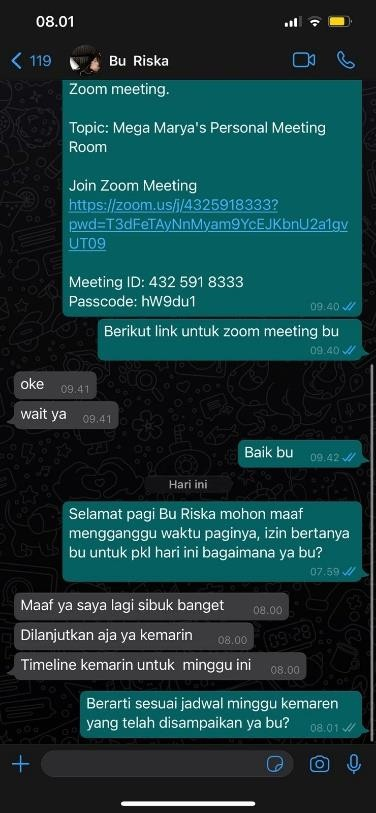 08.01
119
Bu Riska
Zoom meeting.
Topic: Mega Marya's Personal Meeting
Room
Join Zoom Meeting
https://zoom.us/j/4325918333?
pwd=T3dFeTAyNnMyam9YcEJKbnU2a1gv
UT09
Meeting ID: 432 591 8333
Passcode: hW9du1
09.40
Berikut link untuk zoom meeting bu
09.40
oke 09.41
wait ya 09.41
Baik bu 09.42
Hari ini
Selamat pagi Bu Riska mohon maaf
mengganggu waktu paginya, izin bertanya
bu untuk pkl hari ini bagaimana ya bu?
07.59
Maaf ya saya lagi sibuk banget 08.00
Dilanjutkan aja ya kemarin 08.00
Timeline kemarin untuk minggu ini 08.00
Berarti sesuai jadwal minggu kemaren
yang telah disampaikan ya bu? 08.01